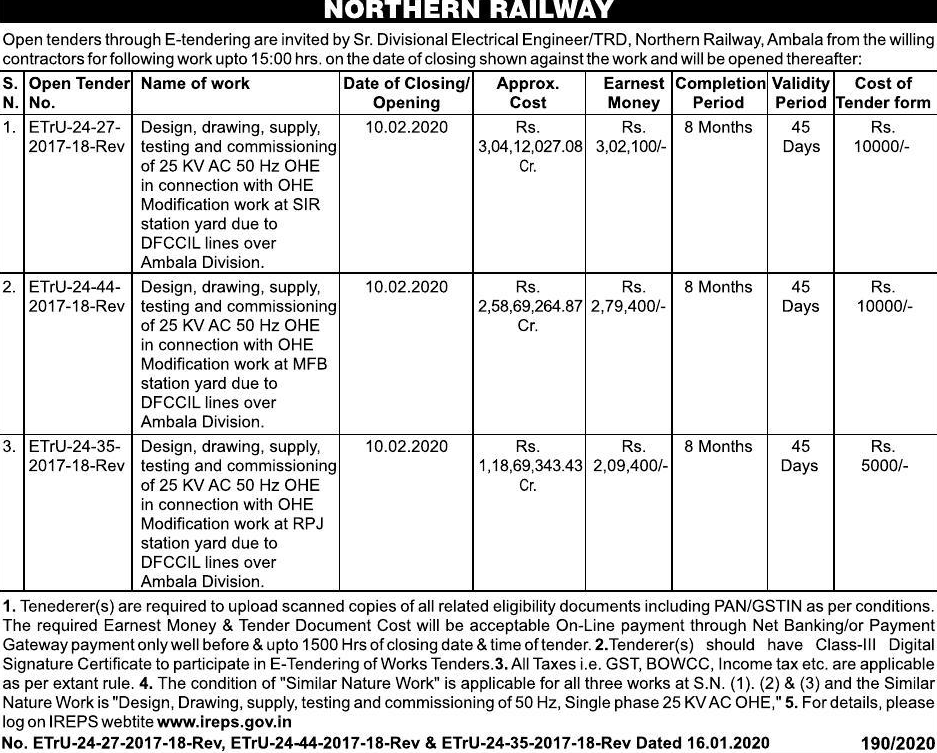 NORTHERN RAILWAY
Open tenders through E-tendering are invited by Sr. Divisional Electrical Engineer/TRD, Northern Railway, Ambala from the willing
contractors for following work upto 15:00 hrs. on the date of closing shown against the work and will be opened thereafter:
S. N. Open Tender No. Name of work Date of Closing/ Opening Approx. Cost Earnest Money Completion Period Validity Period Cost of Tender form
1. ETrU-24-27- Design, drawing, supply, 10.02.2020 Rs. Rs. 8 Months 45 Rs.
2017-18-Rev testing and commissioning 3,04,12,027.08 3,02,100/- Days 10000/-
of 25 KV AC 50 Hz OHE Cr.
in connection with OHE
Modification work at SIR
station yard due to
DFCCIL lines over
Ambala Division.
2. ETrU-24-44- Design, drawing, supply, 10.02.2020 Rs. Rs. 8 Months 45 Rs.
2017-18-Rev testing and commissioning 2,58,69,264.87 2,79,400/- Days 10000/-
of 25 KV AC 50 Hz OHE Cr.
in connection with OHE
Modification work at MFB
station yard due to
DFCCIL lines over
Ambala Division.
3. ETrU-24-35- Design, drawing, supply, 10.02.2020 Rs. Rs. 8 Months 45 Rs.
2017-18-Rev testing and commissioning 1,18,69,343.43 2,09,400/- Days 5000/-
of 25 KV AC 50 Hz OHE Cr.
in connection with OHE
Modification work at RPJ
station yard due to
DFCCIL lines over
Ambala Division.
1. Tenederer(s) are required to upload scanned copies of all related eligibility documents including PAN/GSTIN as per conditions.
The required Earnest Money & Tender Document Cost will be acceptable On-Line payment through Net Banking/or Payment
Gateway payment only well before & upto 1500 Hrs of closing date & time of tender. 2.Tenderer(s) should have Class-III Digital
Signature Certificate to participate in E-Tendering of Works Tenders.3. All Taxes i.e. GST, BOWCC, Income tax etc. are applicable
as per extant rule. 4. The condition of "Similar Nature Work" is applicable for all three works at S.N. (1). (2) & (3) and the Similar
Nature Work is "Design, Drawing, supply, testing and commissioning of 50 Hz, Single phase 25 KV AC OHE," 5. For details, please
log on IREPS webtite www.ireps.gov.in
No. ETrU-24-27-2017-18-Rev, ETrU-24-44-2017-18-Rev & ETrU-24-35-2017-18-Rev Dated 16.01.2020 190/2020